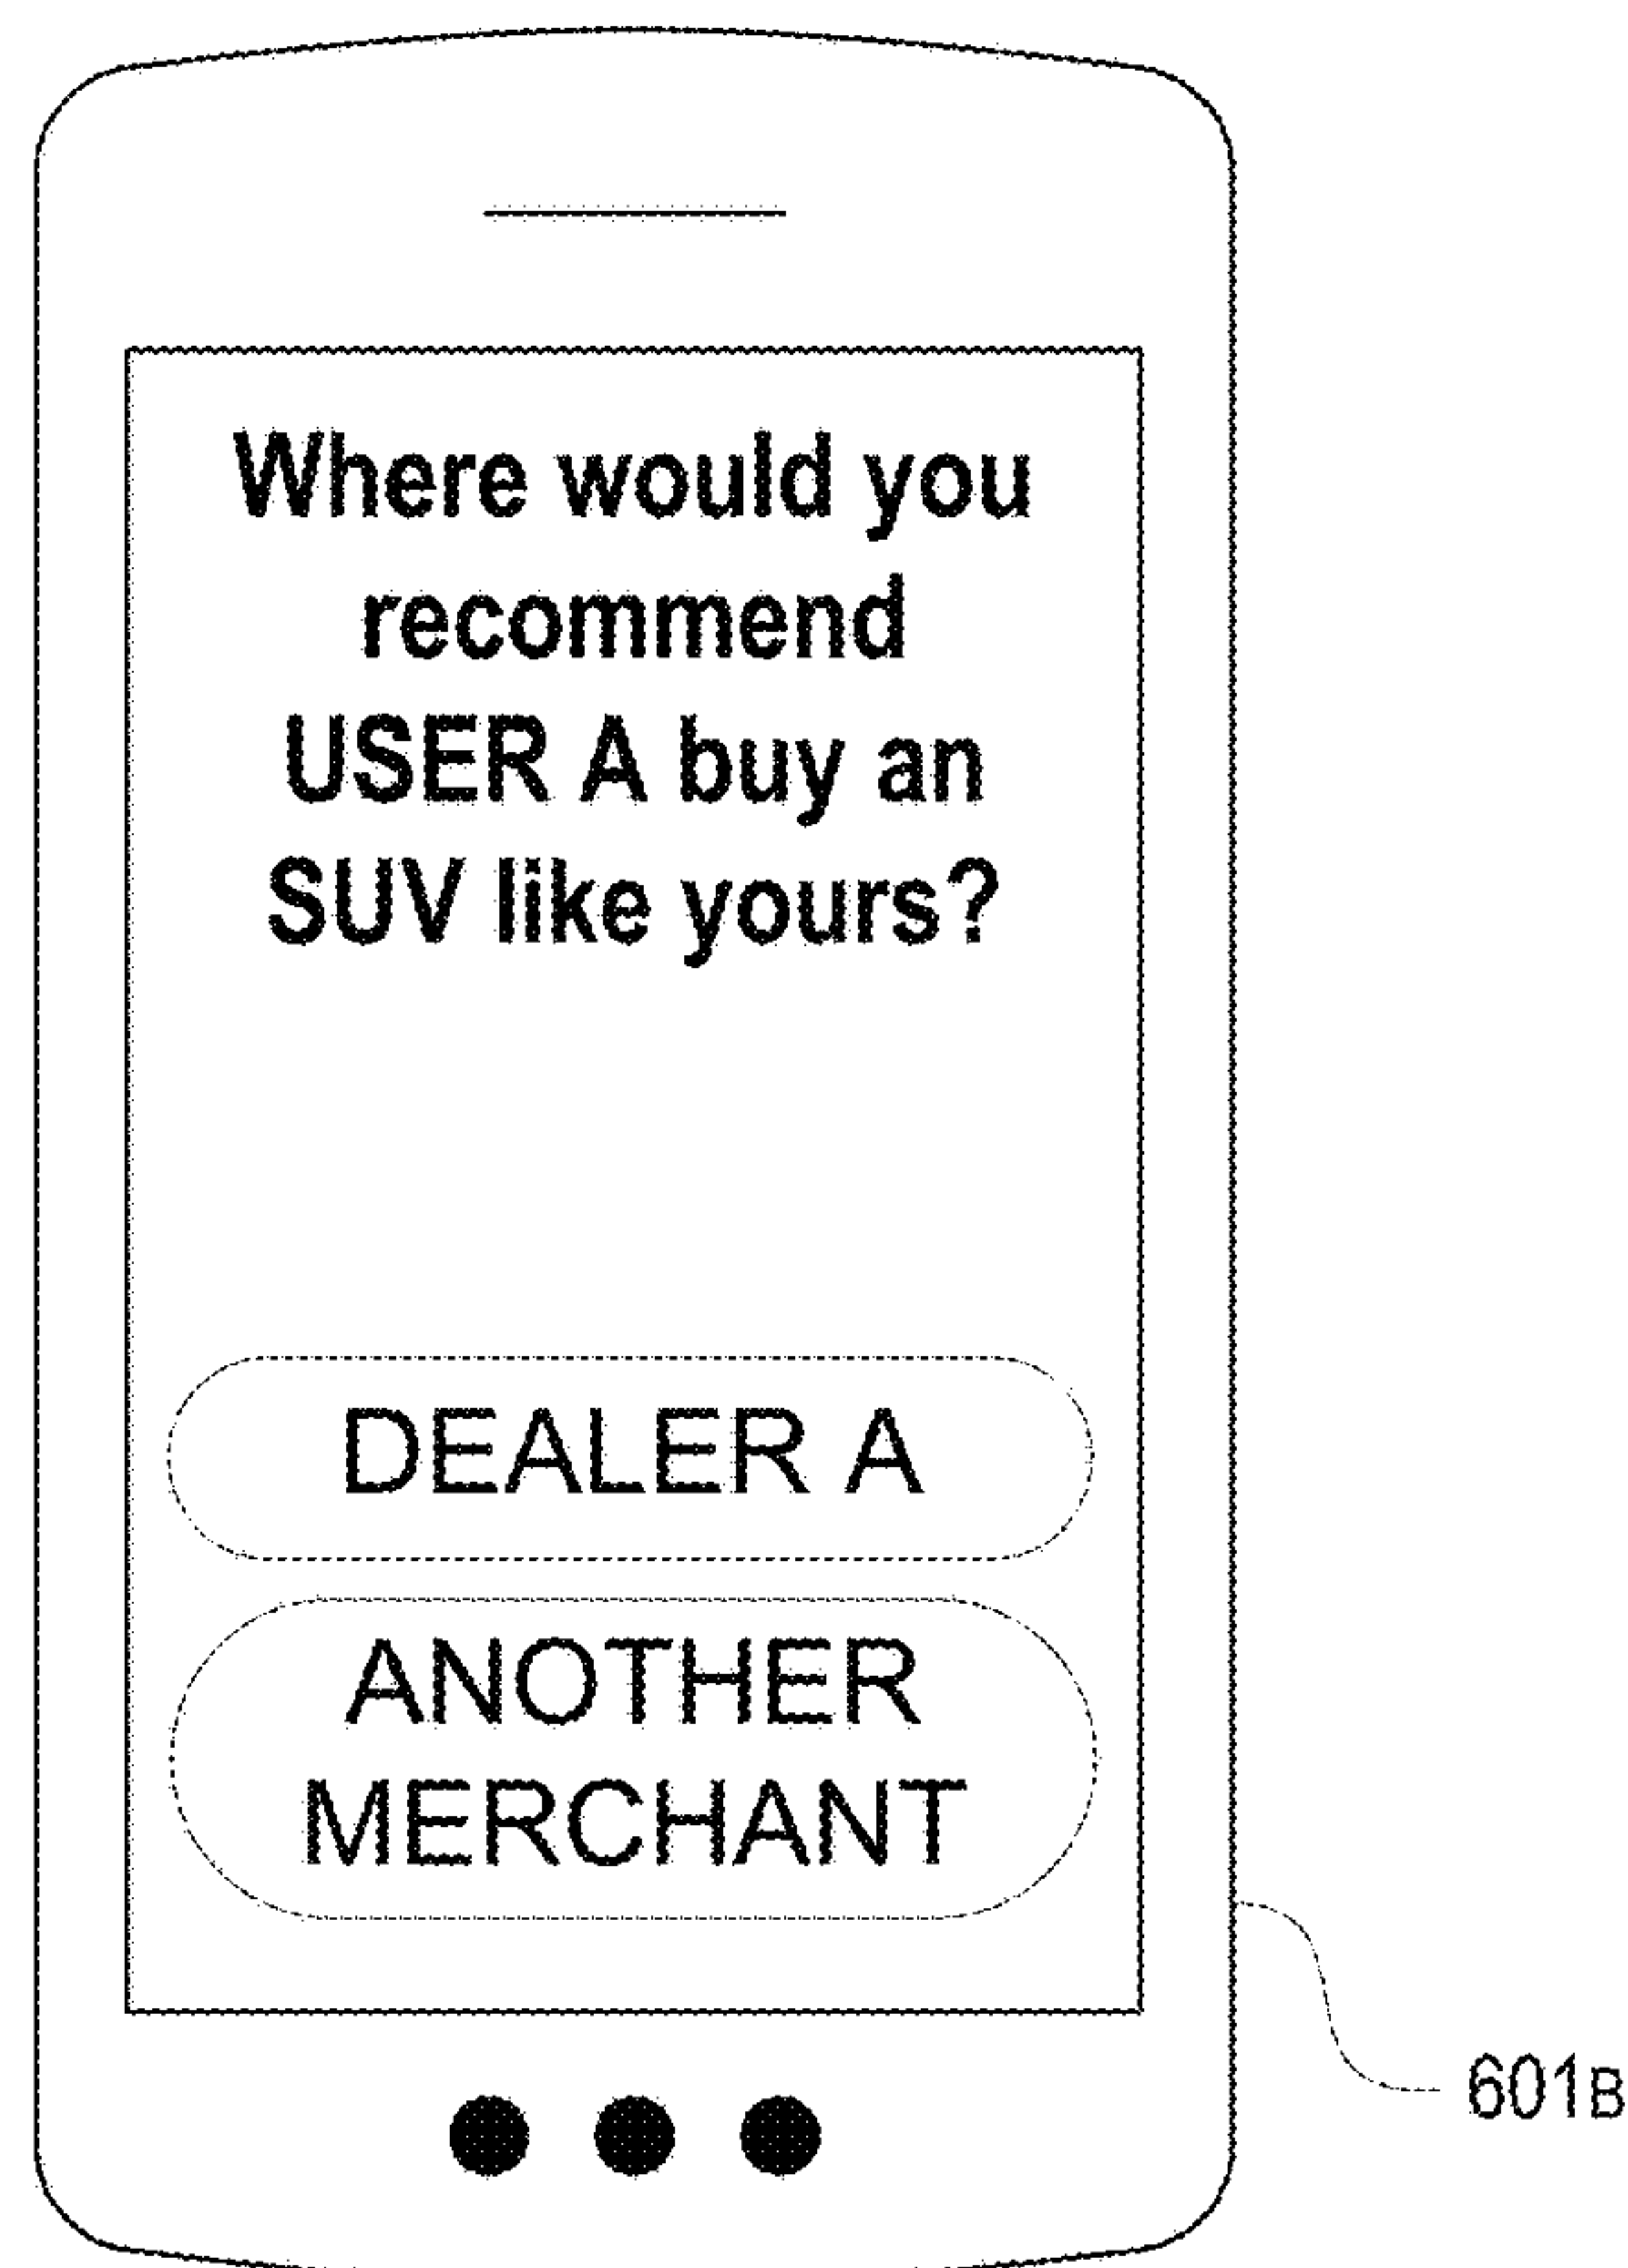 Where would you
recommend
USER A buy an
SUV like yours?
DEALER A
ANOTHER
MERCHANT
601B